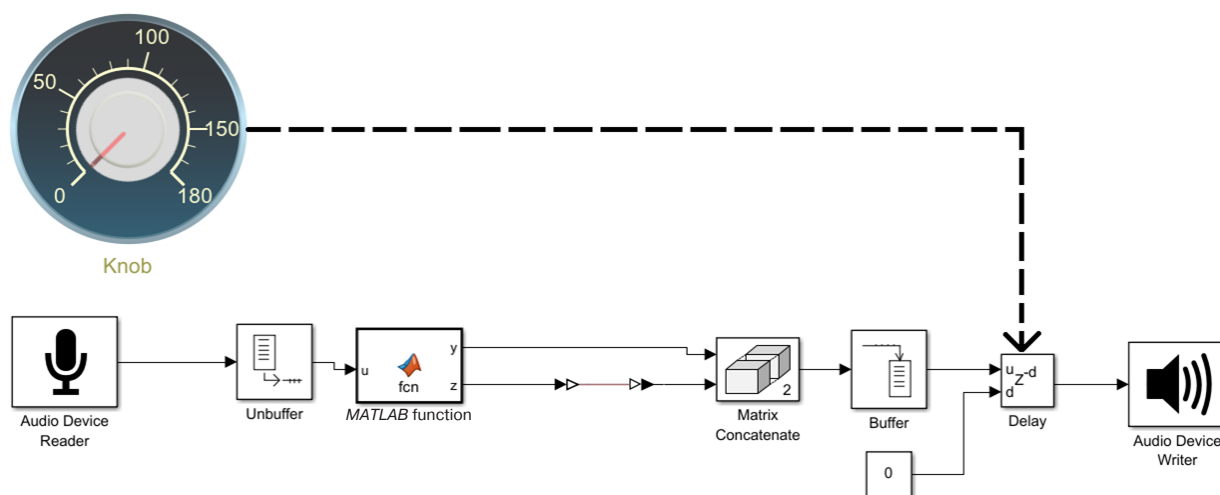 100
50
150
0
180
Knob
Audio Device
Reader
Unbuffer
u
fcn
y
z
MATLAB function
2
Matrix
Concatenate
Buffer
u
d
Z-d
Delay
0
Audio Device
Writer